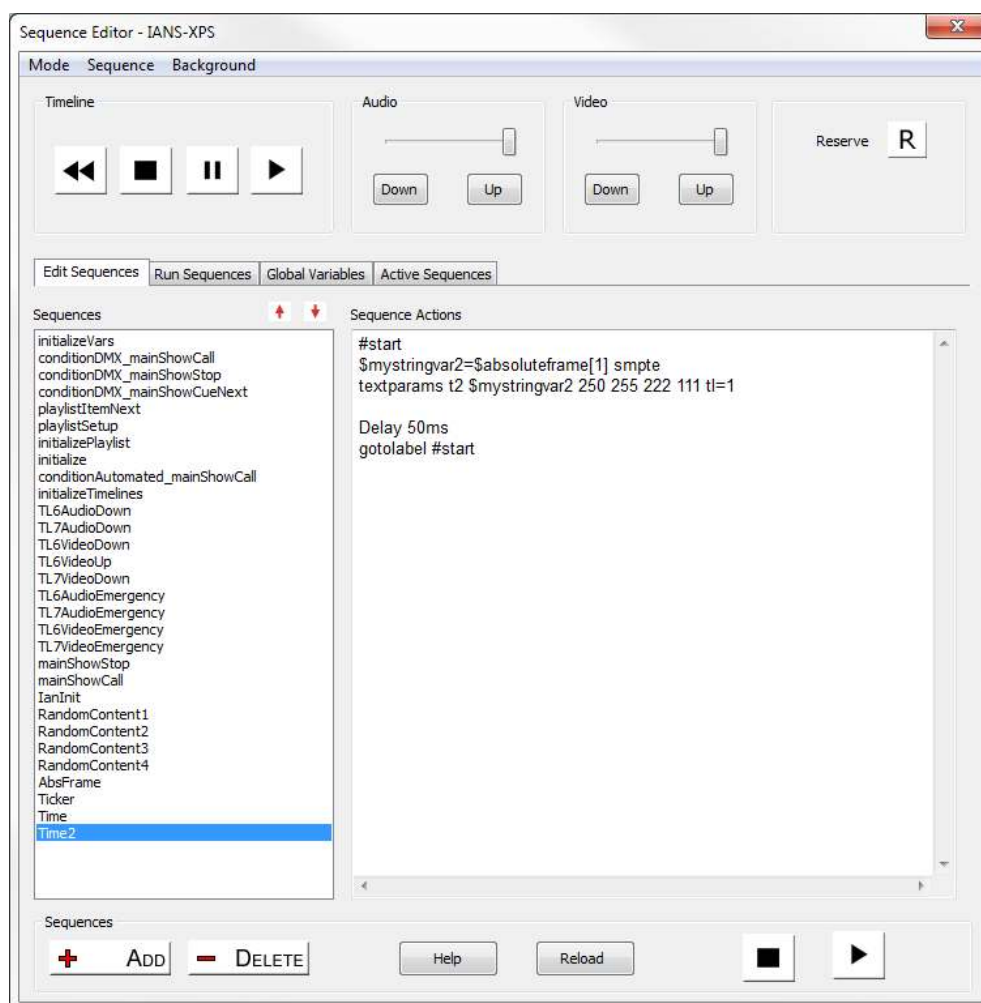 Sequence Editor - IANS-XPS
Mode Sequence Background
Timeline
Audio
Video
Reserve R
Down Up
Down Up
Edit Sequences Run Sequences Global Variables Active Sequences
Sequences
initializeVars
conditionDMX_mainShowCall
conditionDMX_mainShowStop
conditionDMX_mainShowCueNext
playlistItemNext
playlistSetup
initializePlaylist
initialize
conditionAutomated_mainShowCall
initializeTimelines
TL6AudioDown
TL7AudioDown
TL6VideoDown
TL6VideoUp
TL7VideoDown
TL6AudioEmergency
TL7AudioEmergency
TL6VideoEmergency
TL7VideoEmergency
mainShowStop
mainShowCall
IanInit
RandomContent1
RandomContent2
RandomContent3
RandomContent4
AbsFrame
Ticker
Time
Time2
Sequence Actions
#start
$mystringvar2=$absoluteframe[1] smpte
textparams t2 $mystringvar2 250 255 222 111 tl=1
Delay 50ms
gotolabel #start
Sequences
ADD DELETE Help Reload